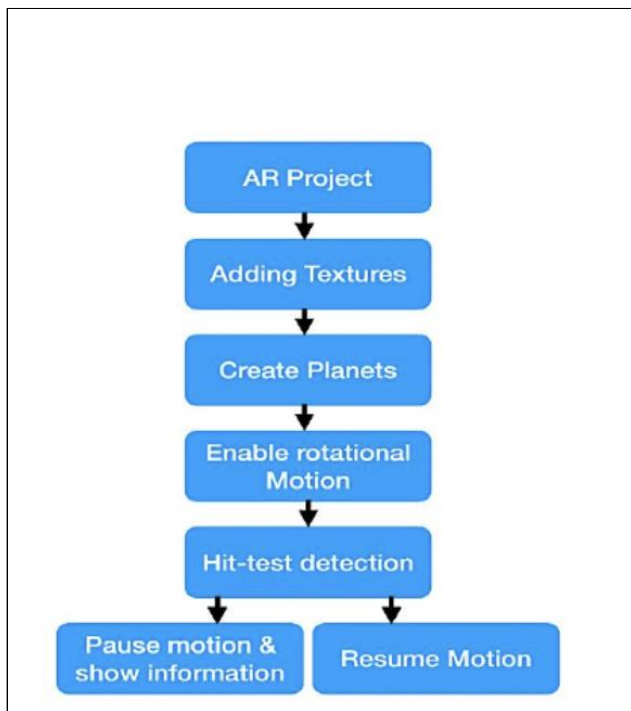 AR Project
Adding Textures
Create Planets
Enable rotational
Motion
Hit-test detection
Pause motion &
show information
Resume Motion